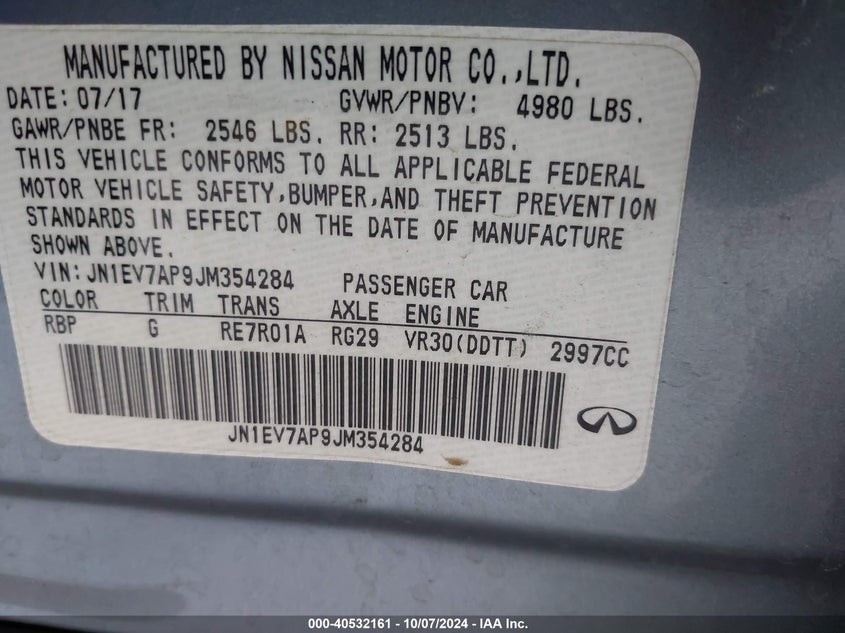 MANUFACTURED BY NISSAN MOTOR CO.,LTD.
DATE: 07/17 GVWR/PNBV: 4980 LBS.
GAWR/PNBE FR: 2546 LBS. RR: 2513 LBS.
THIS VEHICLE CONFORMS TO ALL APPLICABLE FEDERAL
MOTOR VEHICLE SAFETY,BUMPER,AND THEFT PREVENTION
STANDARDS IN EFFECT ON THE DATE OF MANUFACTURE
SHOWN ABOVE.
VIN:JN1EV7AP9JM354284 PASSENGER CAR
COLOR TRIM TRANS AXLE ENGINE
RBP G RE7R01A RG29 VR30(DDTT) 2997CC
JN1EV7AP9JM354284
000-40532161 - 10/07/2024 - IAA Inc.